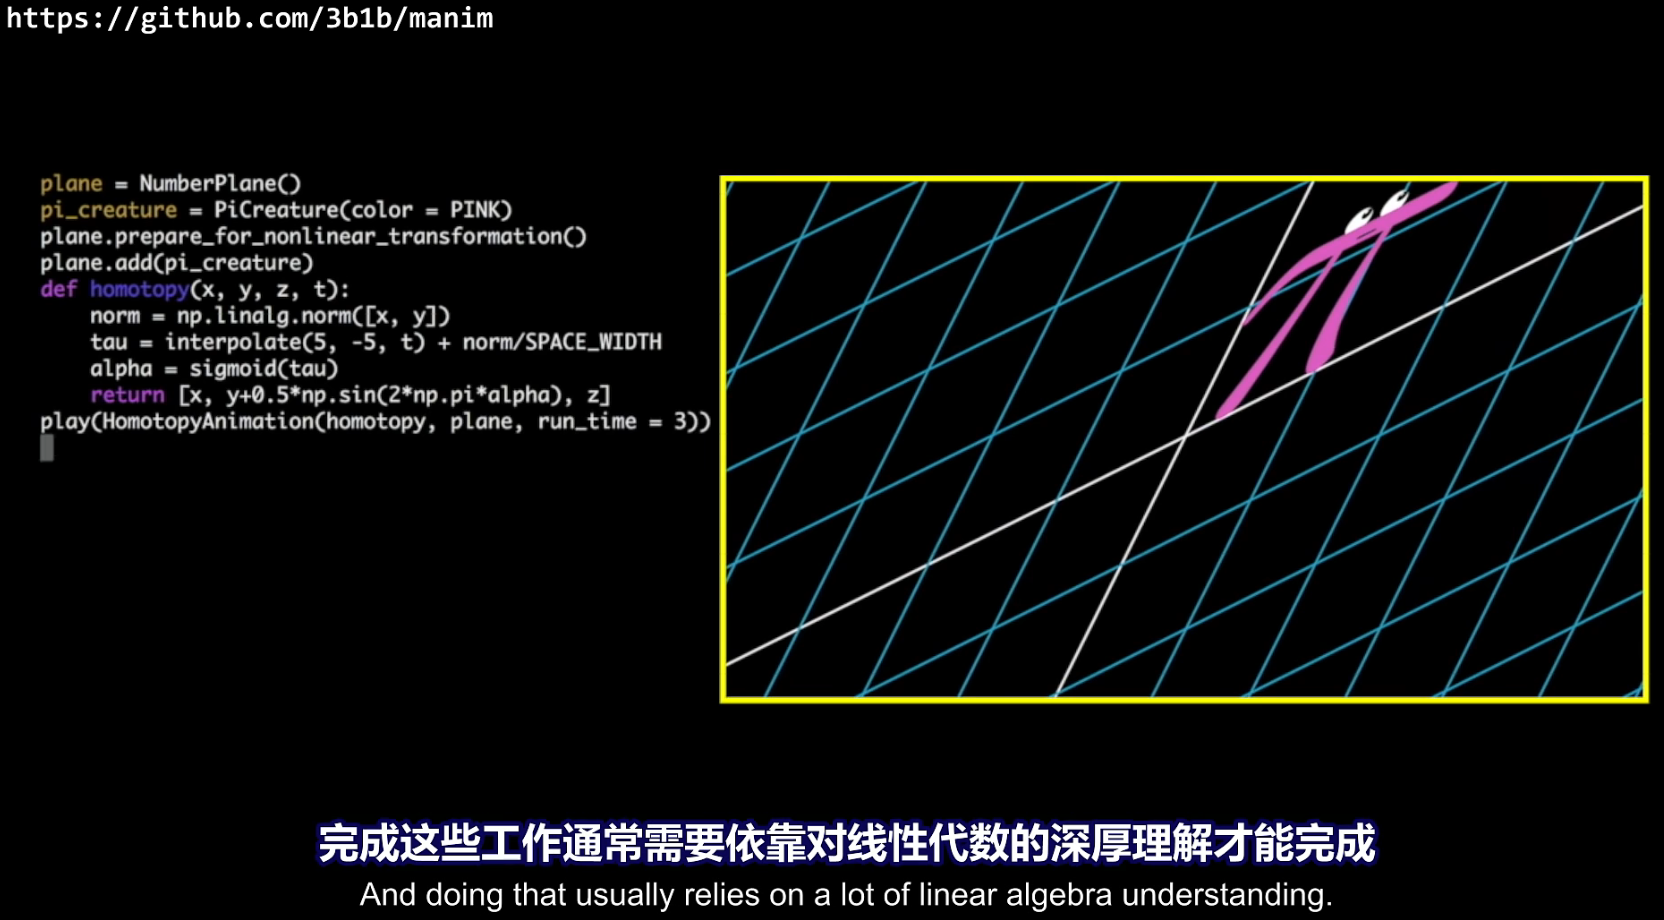 https://github.com/3b1b/manim
plane = NumberPlane()
pi_creature = PiCreature(color = PINK)
plane.prepare_for_nonlinear_transformation()
plane.add(pi_creature)
def homotopy(x, y, z, t):
    norm = np.linalg.norm([x, y])
    tau = interpolate(5, -5, t) + norm/SPACE_WIDTH
    alpha = sigmoid(tau)
    return [x, y+0.5*np.sin(2*np.pi*alpha), z]
play(HomotopyAnimation(homotopy, plane, run_time = 3))
完成这些工作通常需要依靠对线性代数的深厚理解才能完成
And doing that usually relies on a lot of linear algebra understanding.